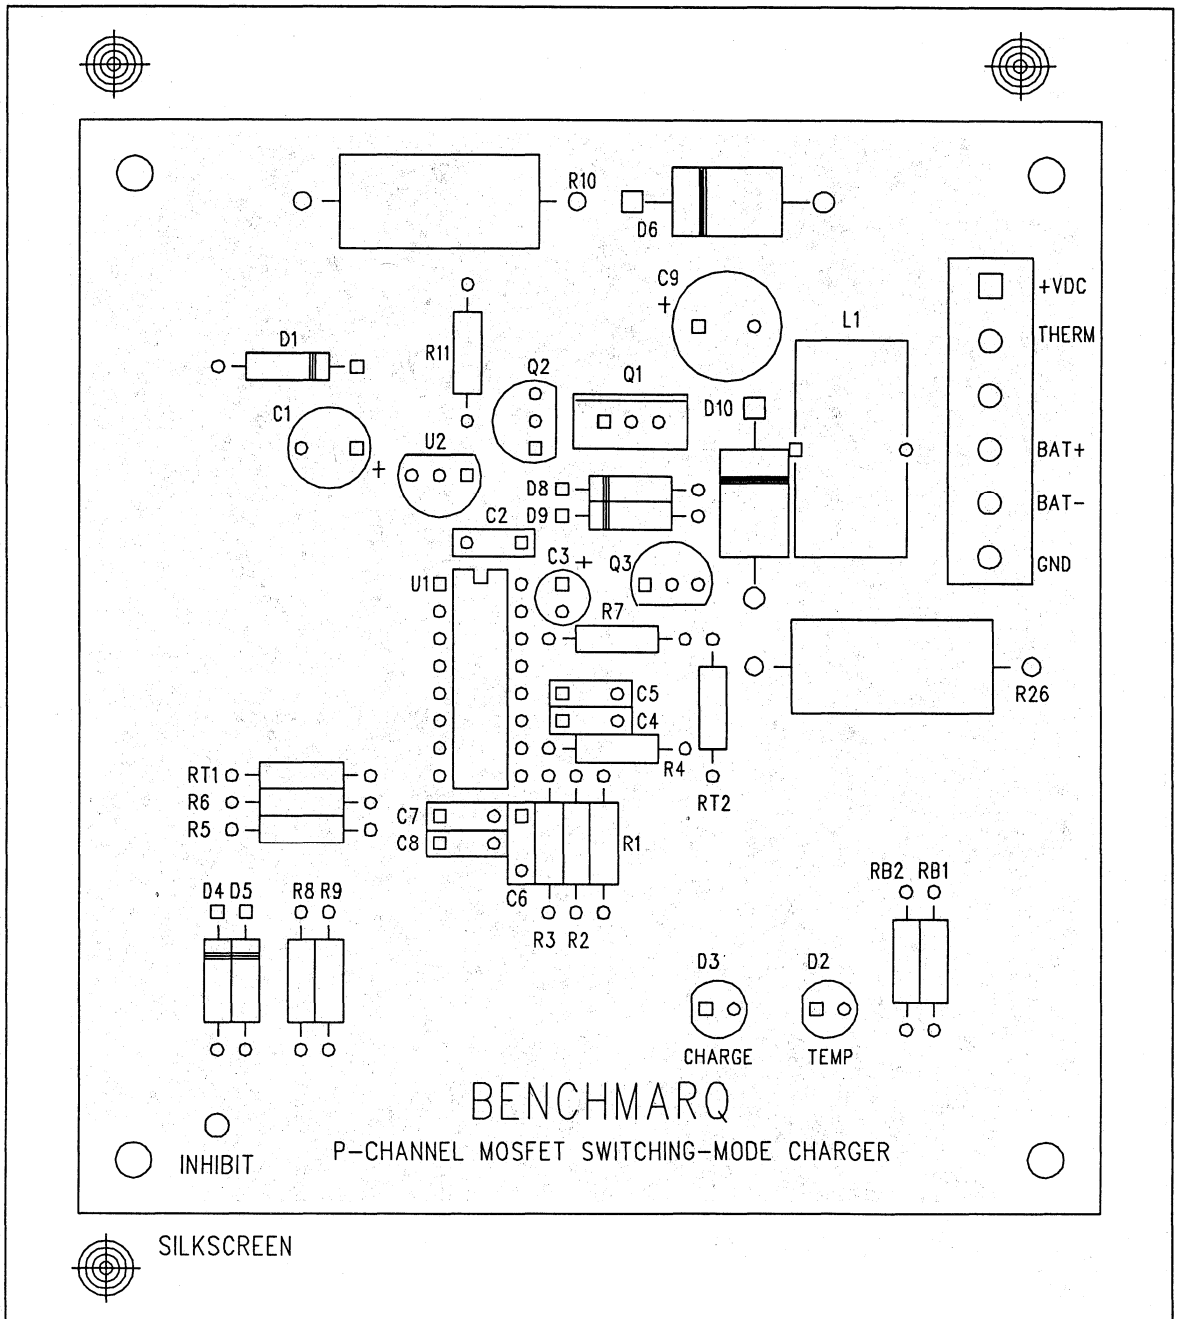 R10
D6
C9
+
+VDC
THERM
L1
D1
R11
Q2
Q1
D10
C1
+
U2
BAT+
D8
D9
BAT-
C2
C3 +
Q3
GND
U1
R7
R26
C5
C4
R4
RT2
RT1
R6
R5
C7
C8
R1
C6
R3 R2
RB2 RB1
D4 D5 R8 R9
D3
D2
CHARGE
TEMP
BENCHMARQ
P-CHANNEL MOSFET SWITCHING-MODE CHARGER
INHIBIT
SILKSCREEN